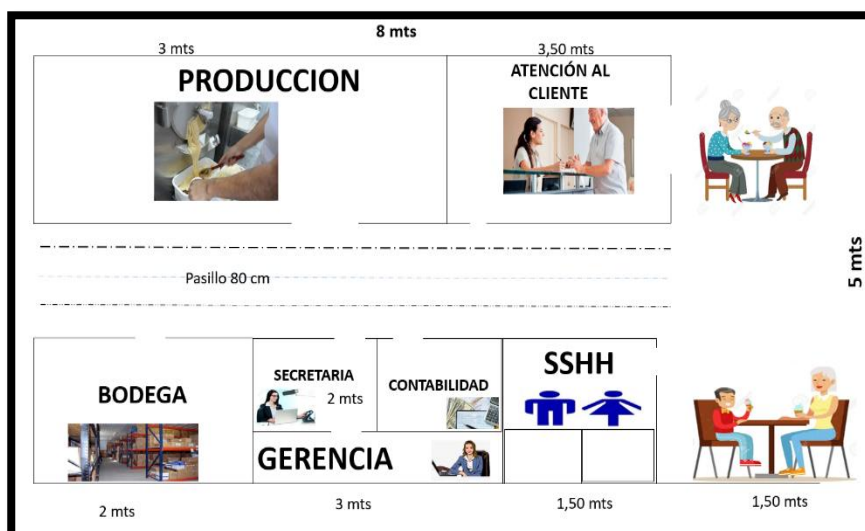 8 mts
3 mts
3,50 mts
PRODUCCION
ATENCIÓN AL
CLIENTE
5 mts
Pasillo 80 cm
SSHH
SECRETARIA
BODEGA
CONTABILIDAD
2 mts
GERENCIA
2 mts
3 mts
1,50 mts
1,50 mts